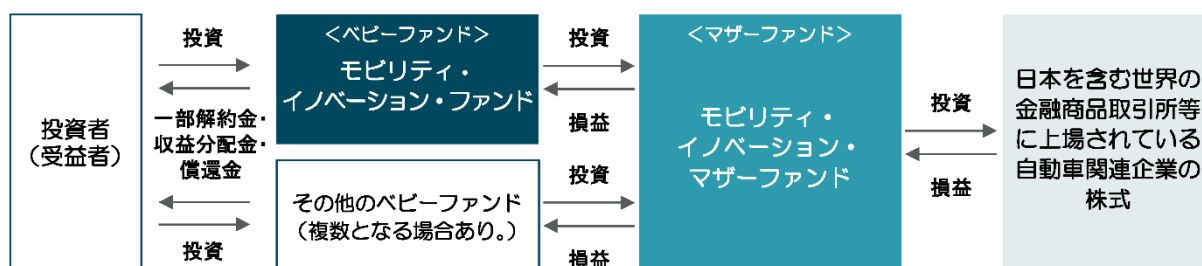 投資者
（受益者）
投資
一部解約金・
収益分配金・
償還金
投資
＜ベビーファンド＞
モビリティ・
イノベーション・ファンド
その他のベビーファンド
（複数となる場合あり。）
投資
損益
投資
損益
＜マザーファンド＞
モビリティ・
イノベーション・
マザーファンド
投資
損益
日本を含む世界の
金融商品取引所等
に上場されている
自動車関連企業の
株式